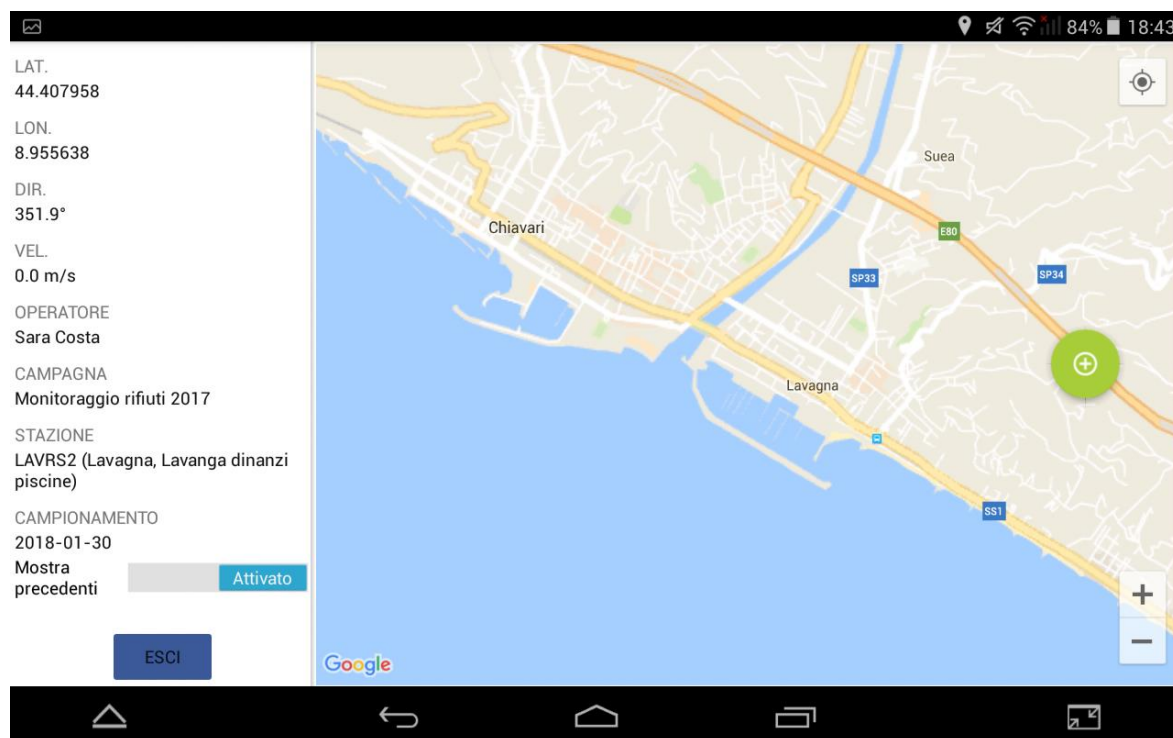 84% 18:43
LAT.
44.407958
LON.
8.955638
DIR.
351.9°
VEL.
0.0 m/s
OPERATORE
Sara Costa
CAMPAGNA
Monitoraggio rifiuti 2017
STAZIONE
LAVRS2 (Lavagna, Lavanga dinanzi
piscine)
CAMPIONAMENTO
2018-01-30
Mostra
precedenti
Attivato
ESCI
Suea
Chiavari
E80
SP33
SP34
Lavagna
SS1
Google